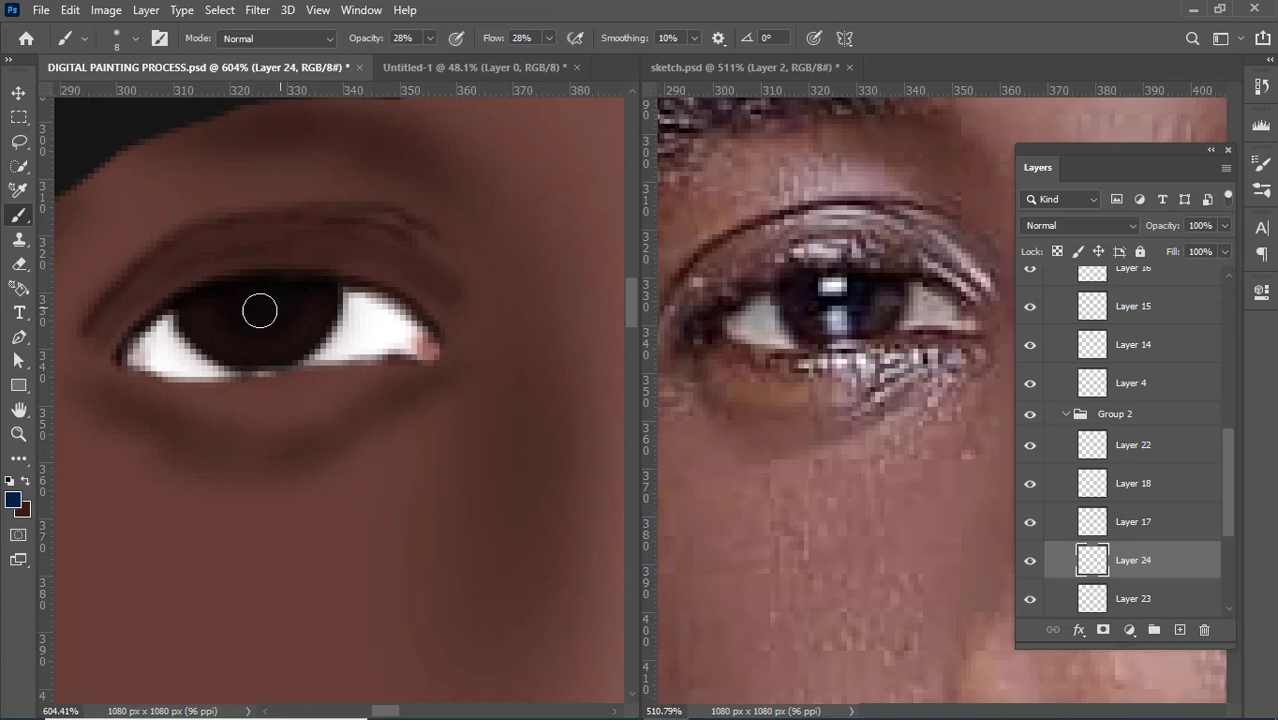 Ps File Edit Image Layer Type Select Filter 3D View Window Help
8 Mode: Normal Opacity: 28% Flow: 28% Smoothing: 10% 0°
DIGITAL PAINTING PROCESS.psd @ 604% (Layer 24, RGB/8#) * × Untitled-1 @ 48.1% (Layer 0, RGB/8#) * × sketch.psd @ 511% (Layer 2, RGB/8#) * ×
290 300 310 320 330 340 350 360 370 380 290 300 310 320 330 340 350 360 370 380 390 400
Layers
Kind
Normal Opacity: 100%
Lock: Fill: 100%
Layer 16
Layer 15
Layer 14
Layer 4
Group 2
Layer 22
Layer 18
Layer 17
Layer 24
Layer 23
604.41% 1080 px x 1080 px (96 ppi) 510.79% 1080 px x 1080 px (96 ppi)